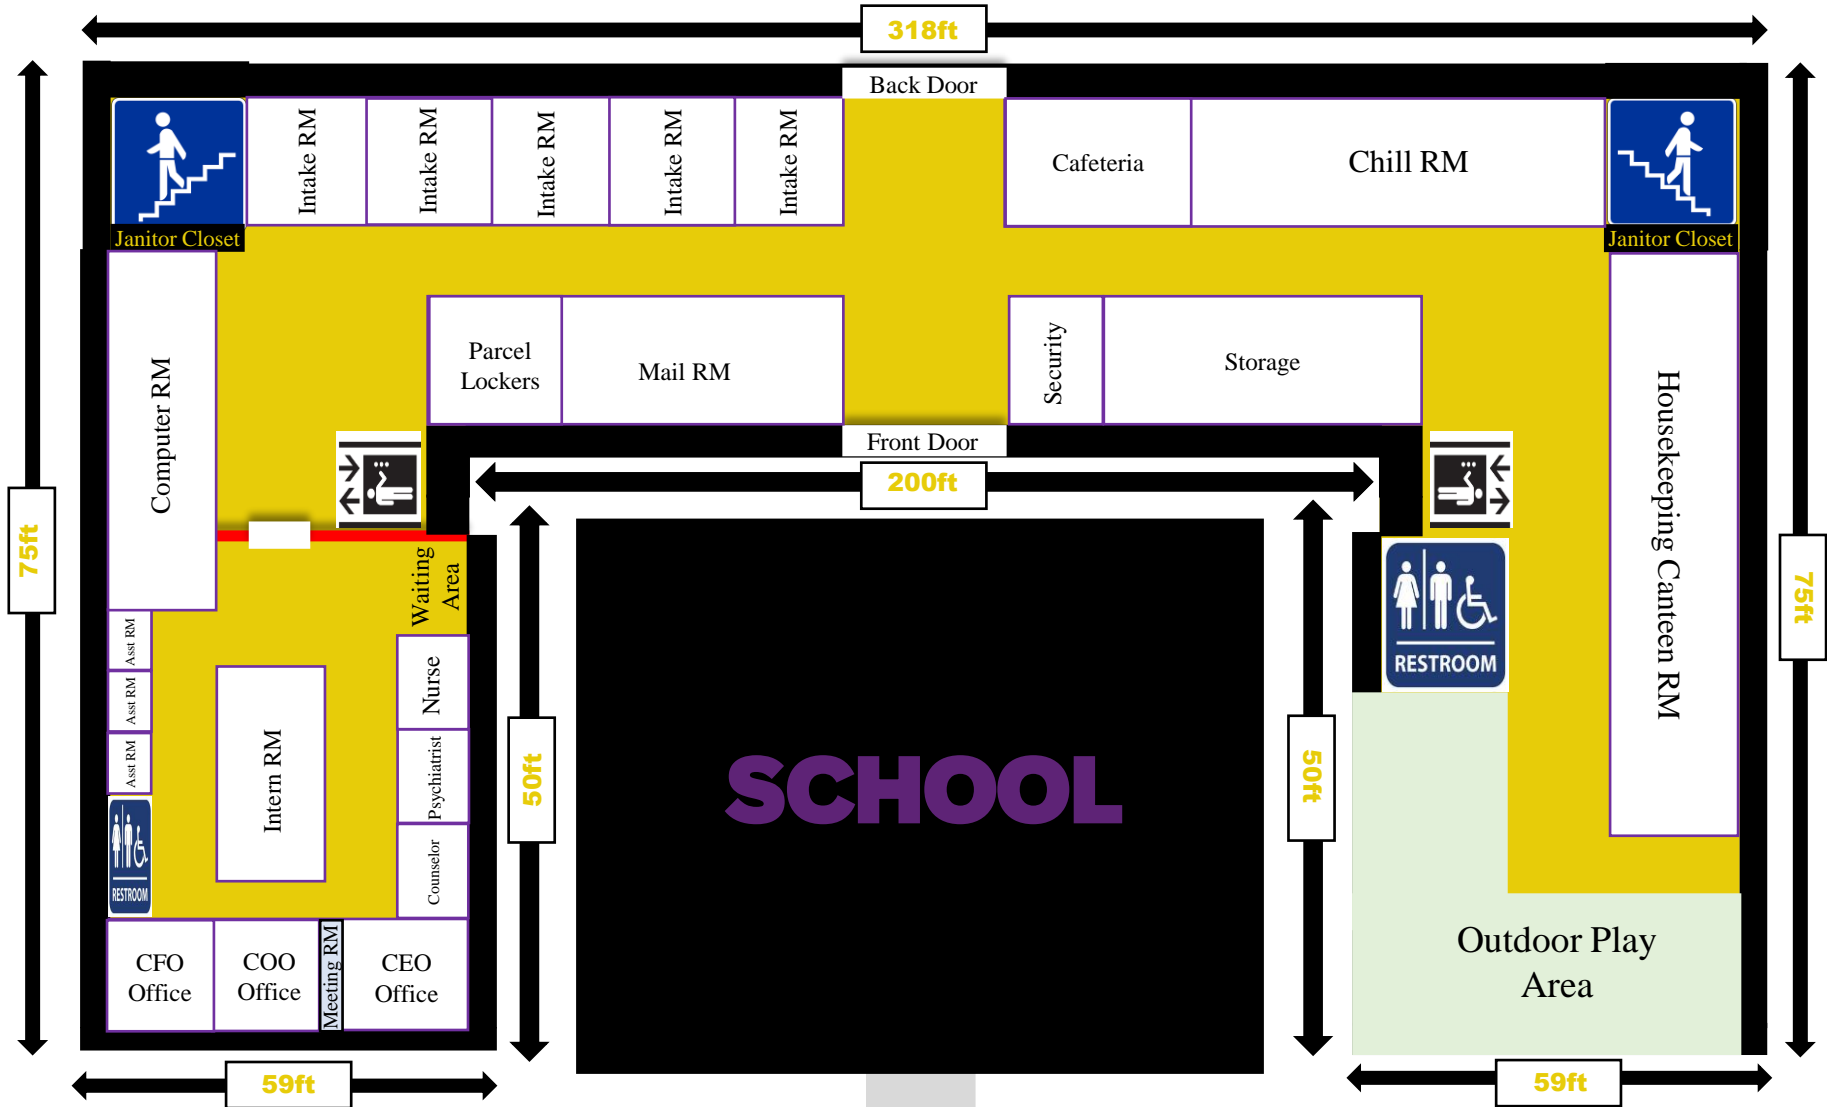 318ft
Back Door
Intake RM
Intake RM
Intake RM
Intake RM
Intake RM
Cafeteria
Chill RM
Janitor Closet
Janitor Closet
Computer RM
Parcel
Lockers
Mail RM
Security
Storage
Housekeeping Canteen RM
Front Door
200ft
75ft
75ft
Waiting
Area
RESTROOM
Asst RM
Asst RM
Asst RM
Intern RM
Nurse
Psychiatrist
Counselor
50ft
50ft
SCHOOL
RESTROOM
CFO
Office
COO
Office
Meeting RM
CEO
Office
Outdoor Play
Area
59ft
59ft